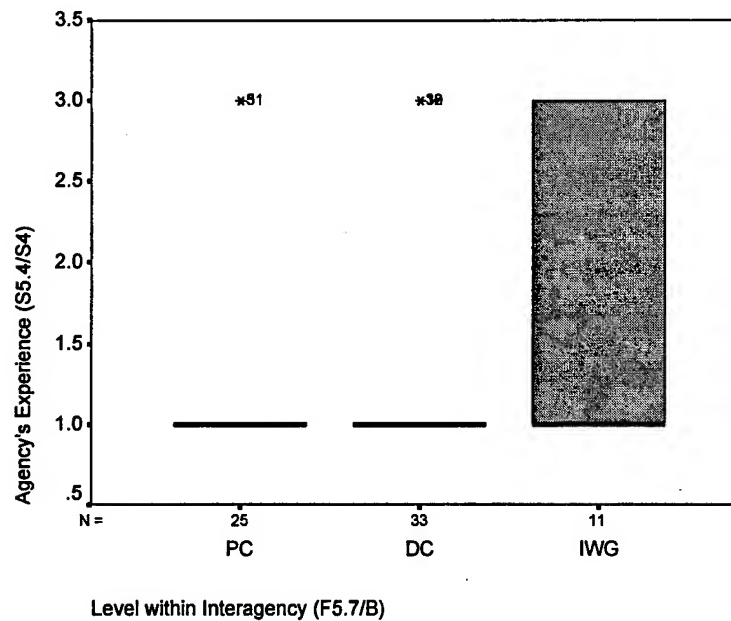 3.5
3.0
2.5
2.0
1.5
1.0
.5
Agency's Experience (S5.4/S4)
N = 25 33 11
PC DC IWG
Level within Interagency (F5.7/B)